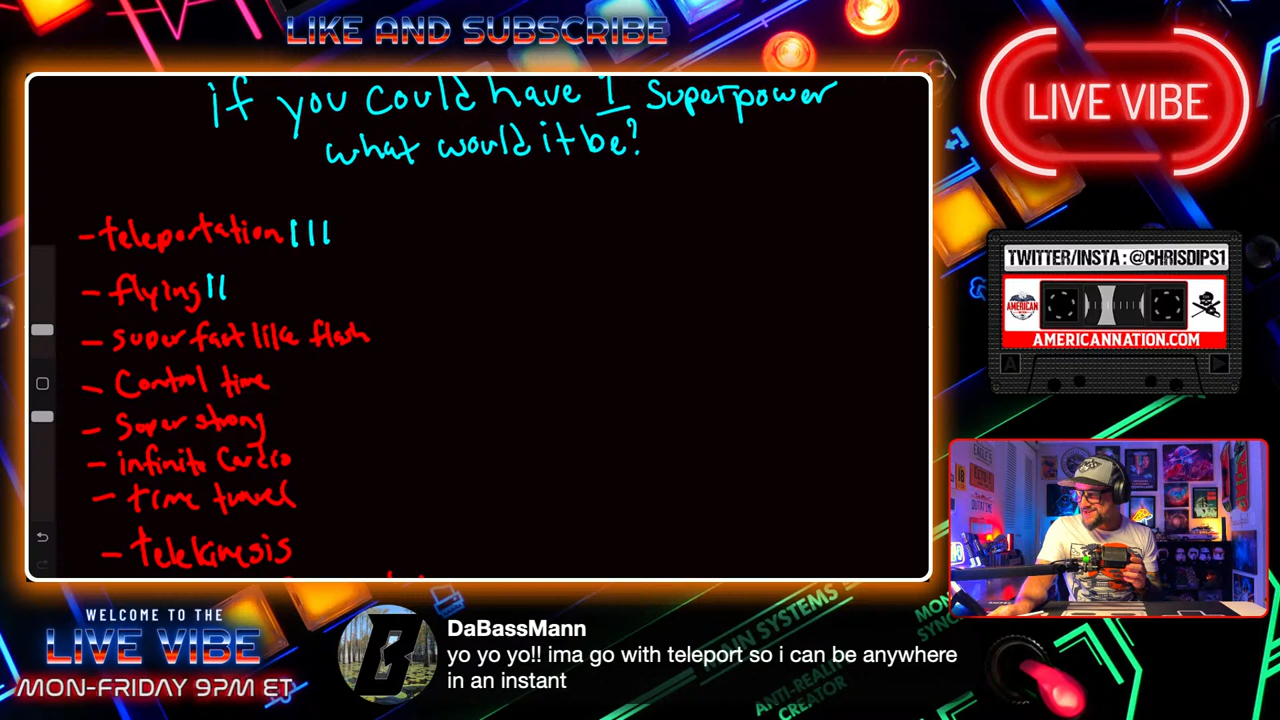 LIKE AND SUBSCRIBE
if you could have 1 superpower
what would it be?
- teleportation III
- flying II
- super fast like flash
- Control time
- Super strong
- infinite
- time travel
- telekinesis
LIVE VIBE
TWITTER/INSTA : @CHRISDIPS1
AMERICAN
AMERICANNATION.COM
A
WELCOME TO THE
LIVE VIBE
MON-FRIDAY 9PM ET
B
DaBassMann
yo yo yo!! ima go with teleport so i can be anywhere
in an instant